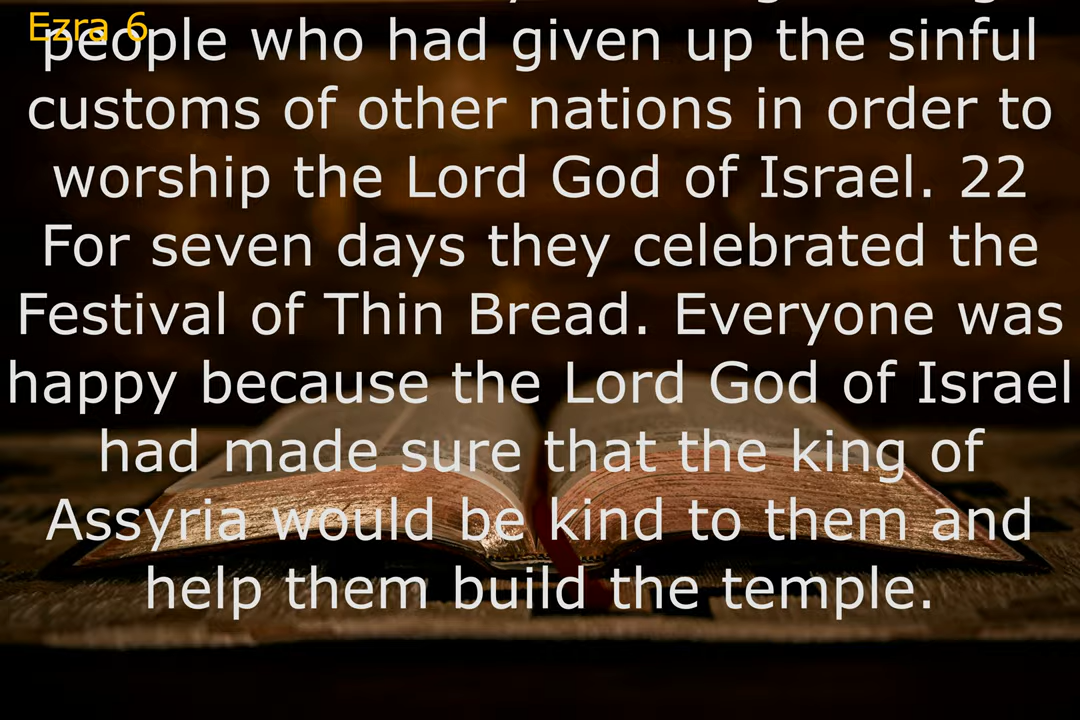 Ezra 6
people who had given up the sinful
customs of other nations in order to
worship the Lord God of Israel. 22
For seven days they celebrated the
Festival of Thin Bread. Everyone was
happy because the Lord God of Israel
had made sure that the king of
Assyria would be kind to them and
help them build the temple.